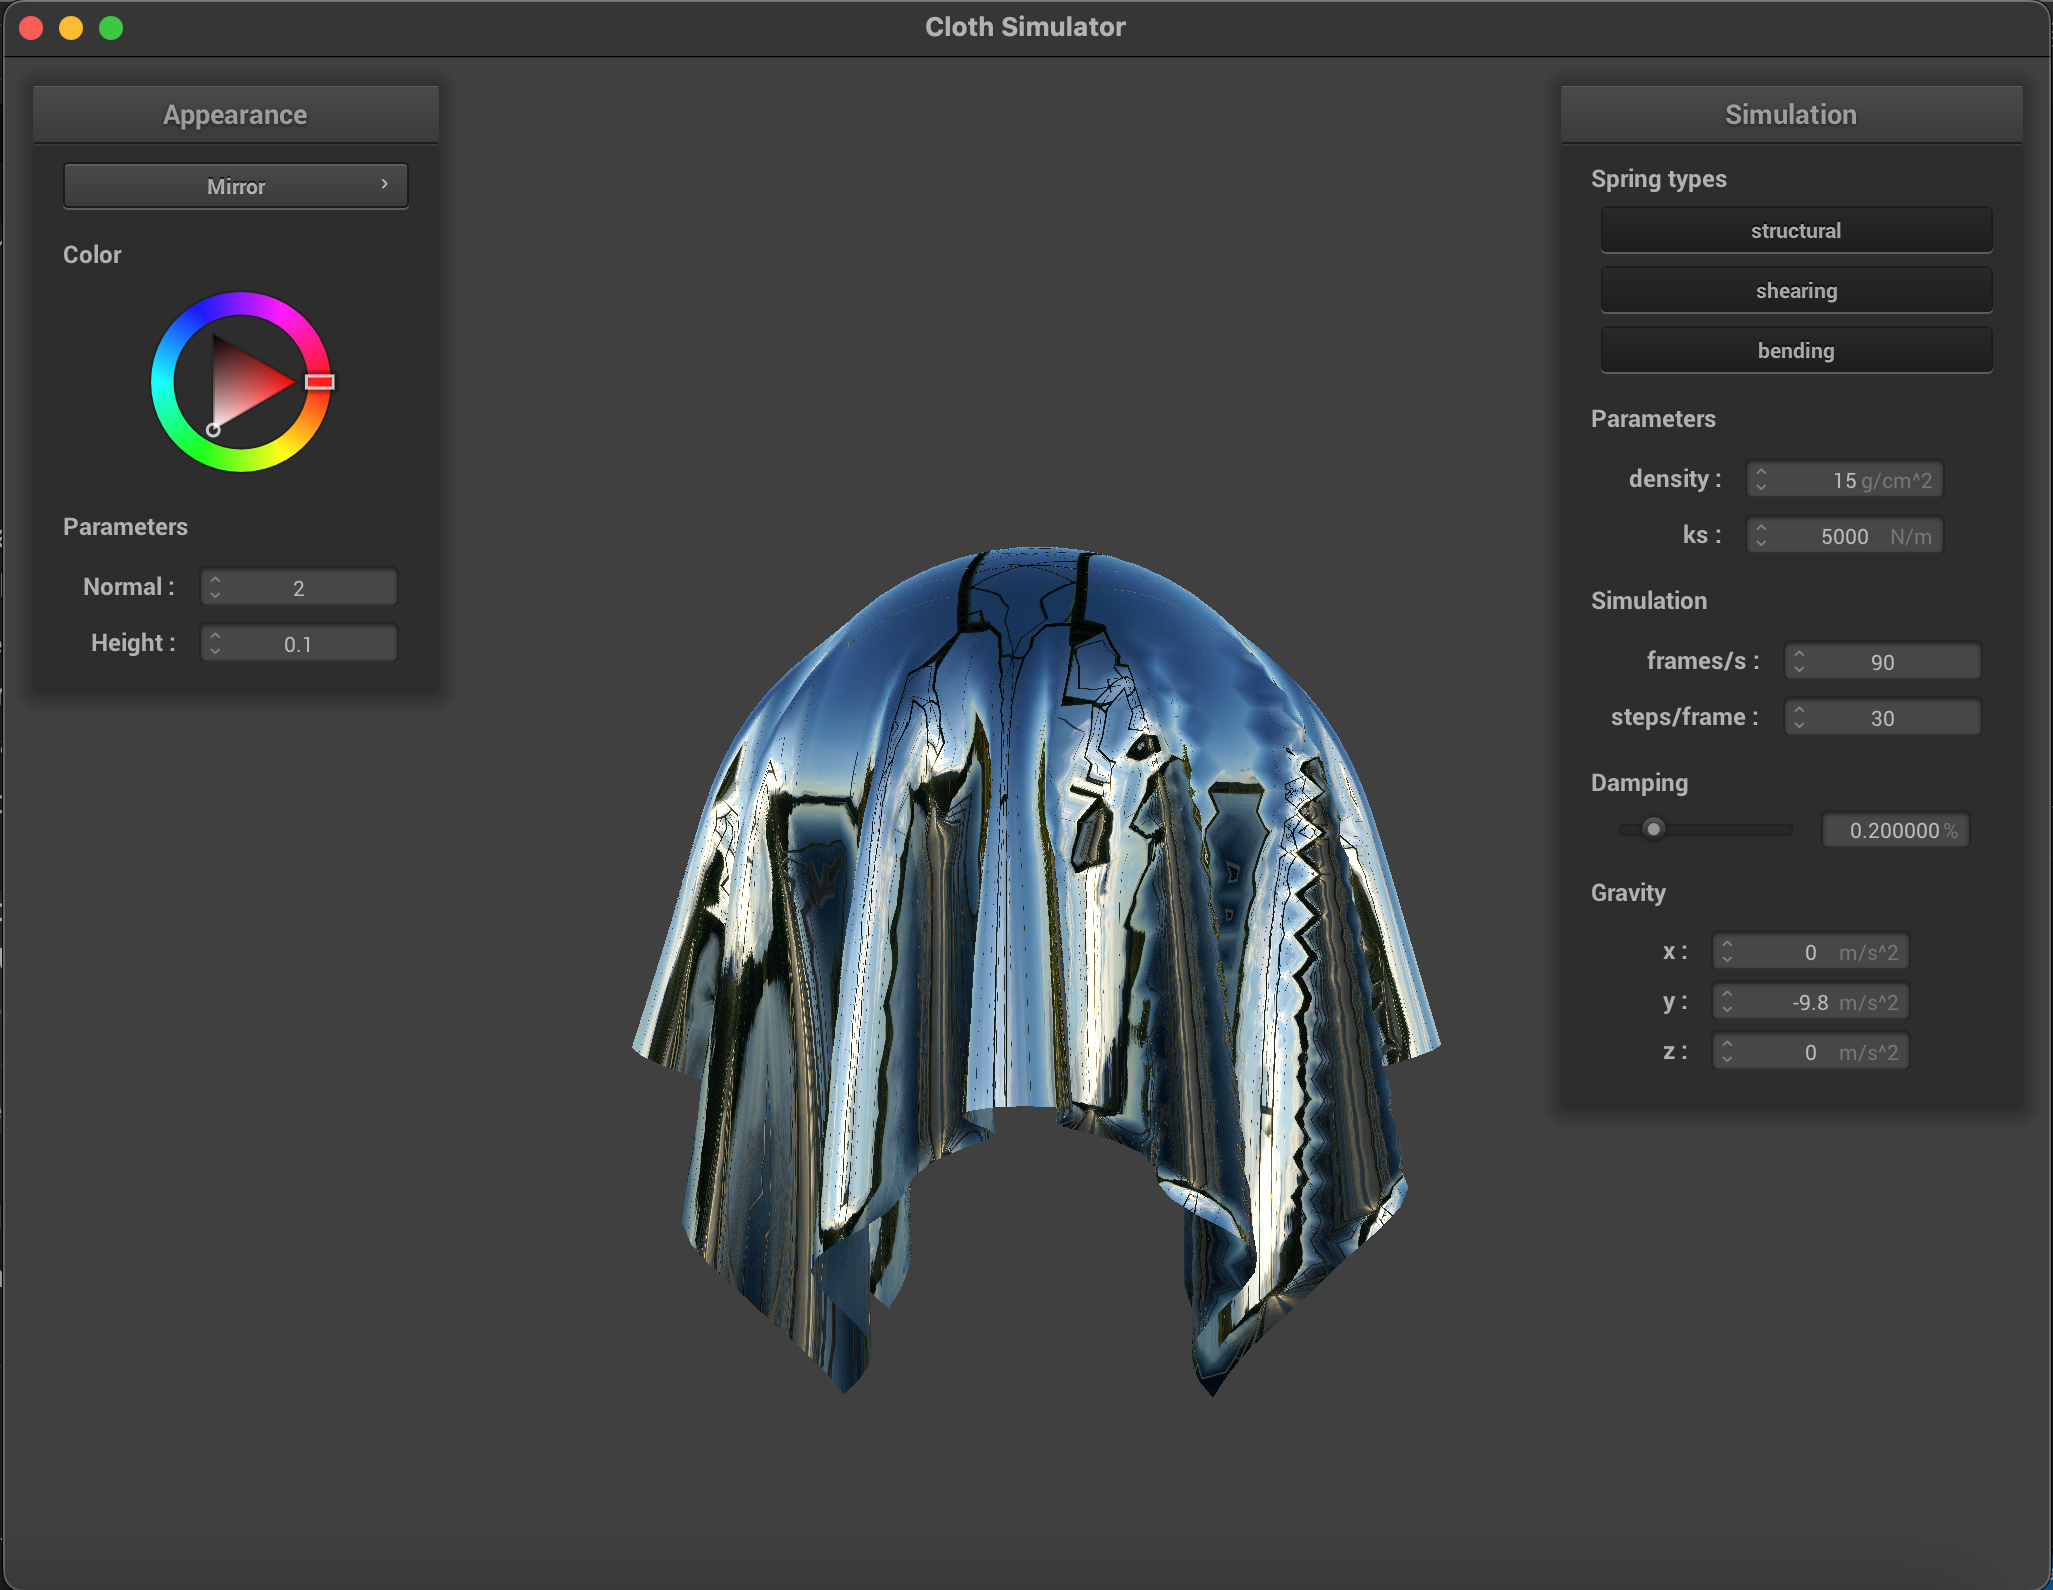 Cloth Simulator
Appearance
Mirror
Color
Parameters
Normal : 2
Height : 0.1
Simulation
Spring types
structural
shearing
bending
Parameters
density : 15 g/cm^2
ks : 5000 N/m
Simulation
frames/s : 90
steps/frame : 30
Damping
0.200000 %
Gravity
x : 0 m/s^2
y : -9.8 m/s^2
z : 0 m/s^2